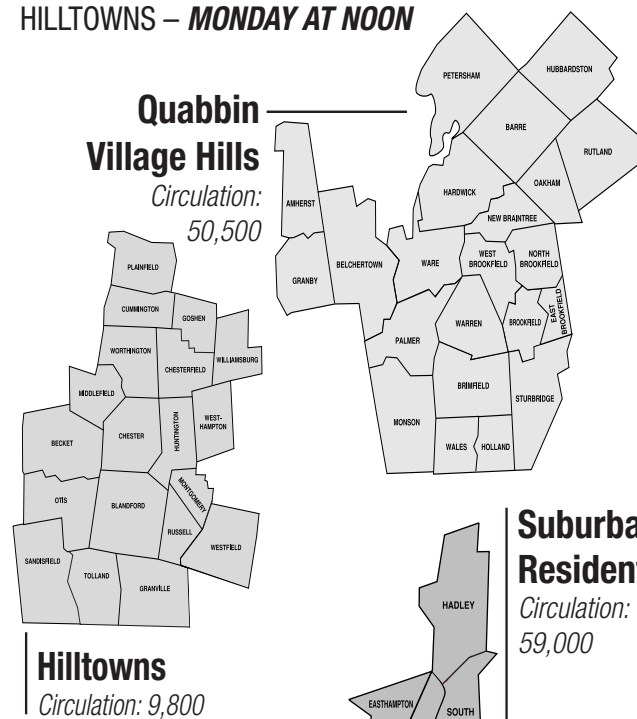 HILLTOWNS – MONDAY AT NOON
Quabbin
Village Hills
Circulation:
50,500
PETERSHAM
HUBBARDSTON
BARRE
RUTLAND
HARDWICK
OAKHAM
NEW BRAINTREE
AMHERST
BELCHERTOWN
WARE
WEST
BROOKFIELD
NORTH
BROOKFIELD
GRANBY
PALMER
WARREN
BROOKFIELD
EAST
BROOKFIELD
BRIMFIELD
STURBRIDGE
MONSON
WALES
HOLLAND
PLAINFIELD
CUMMINGTON
GOSHEN
WORTHINGTON
CHESTERFIELD
WILLIAMSBURG
MIDDLEFIELD
BECKET
CHESTER
HUNTINGTON
WEST-
HAMPTON
OTIS
BLANDFORD
MONTGOMERY
RUSSELL
WESTFIELD
SANDISFIELD
TOLLAND
GRANVILLE
Hilltowns
Circulation: 9,800
Suburba
Resident
Circulation:
59,000
HADLEY
EASTHAMPTON
SOUTH